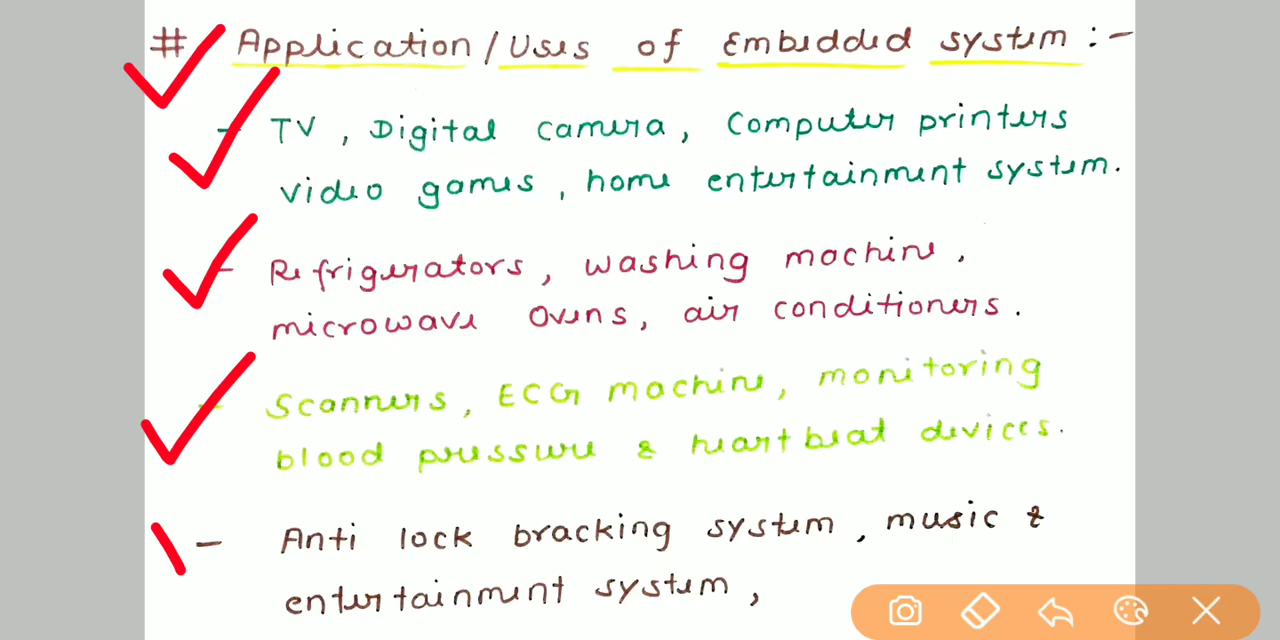 # Application / Uses of Embedded system :-
- TV, Digital camera, Computer printers
video games, home entertainment system.
- Refrigerators, washing machine,
microwave Ovens, air conditioners.
- Scanners, ECG machine, monitoring
blood pressure & heartbeat devices.
- Anti lock bracking system, music &
entertainment system,